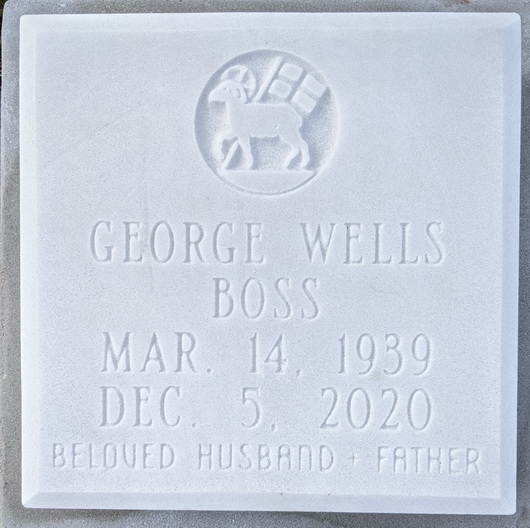 GEORGE WELLS
BOSS
MAR. 14, 1939
DEC. 5, 2020
BELOVED HUSBAND + FATHER